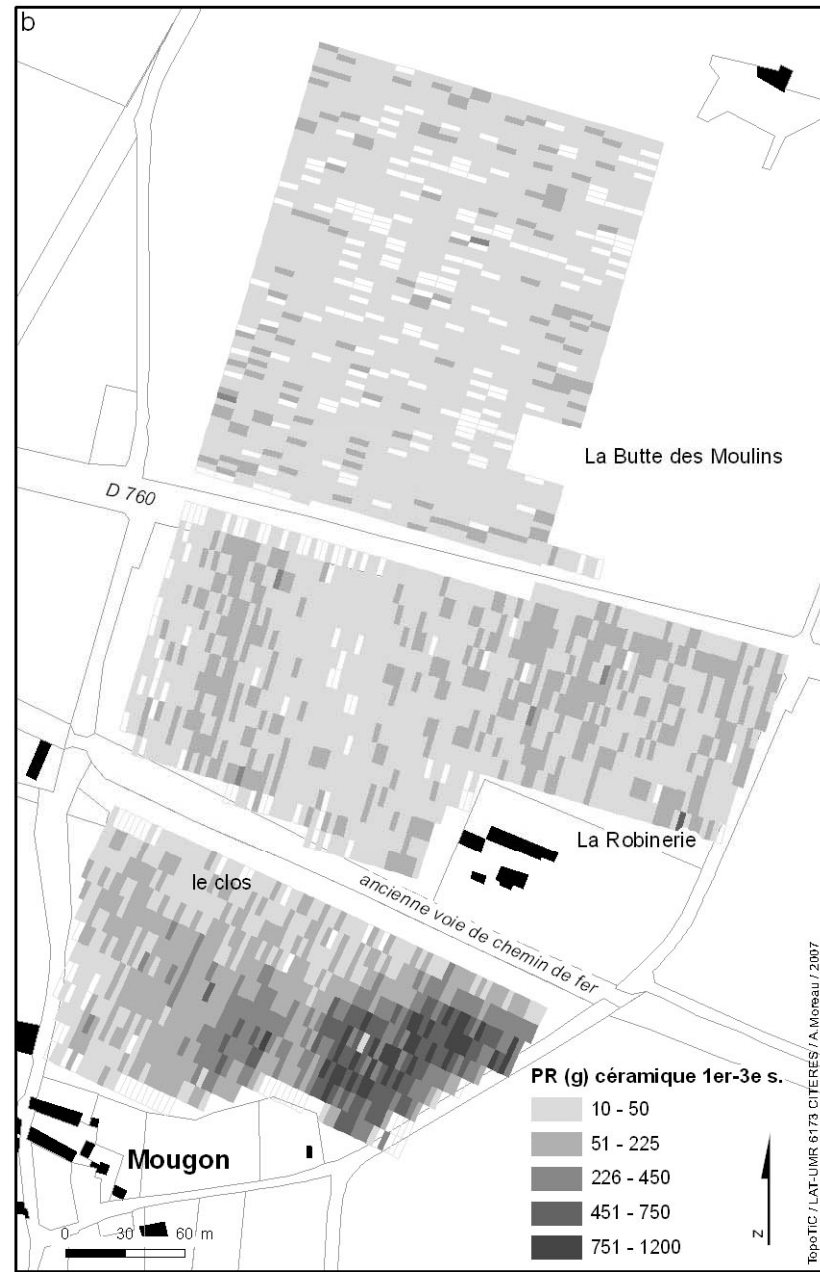 b
La Butte des Moulins
D 760
La Robinerie
le clos
ancienne voie de chemin de fer
PR (g) céramique 1er-3e s.
10 - 50
51 - 225
226 - 450
451 - 750
751 - 1200
Mougon
0 30 60 m
N
TopoTiC / LAT-UMR 6173 CITERES / A.Moreau / 2007